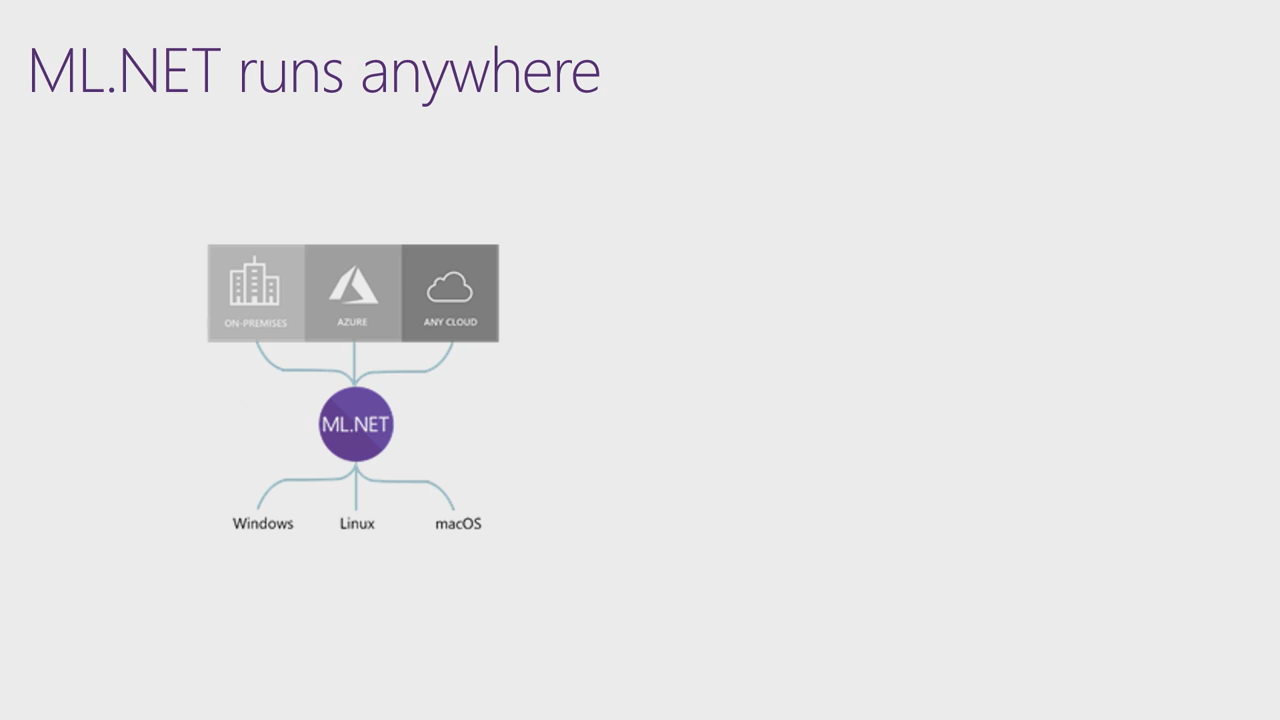 ML.NET runs anywhere
ON-PREMISES AZURE ANY CLOUD
ML.NET
Windows Linux macOS